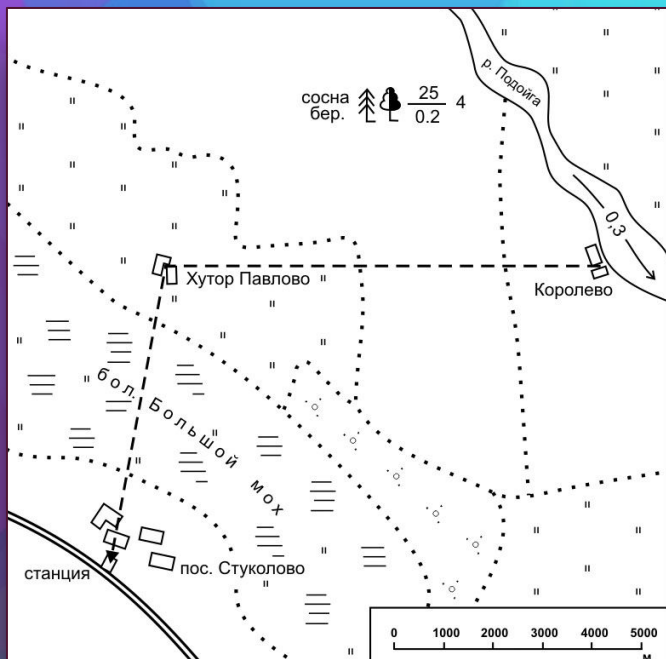 р. Подойга
сосна
бер.
25
0.2
4
0,3
Хутор Павлово
Королево
бол. Большой мох
станция
пос. Стуколово
0 1000 2000 3000 4000 5000
м